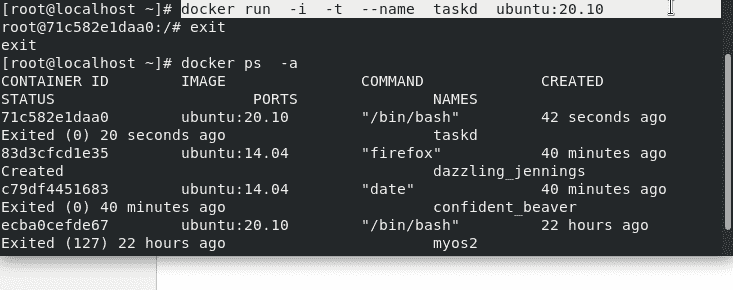 [root@localhost ~]# docker run  -i  -t  --name  taskd  ubuntu:20.10
root@71c582e1daa0:/# exit
exit
[root@localhost ~]# docker ps  -a
CONTAINER ID        IMAGE               COMMAND             CREATED
STATUS                      PORTS               NAMES
71c582e1daa0        ubuntu:20.10        "/bin/bash"         42 seconds ago
Exited (0) 20 seconds ago                       taskd
83d3cfcd1e35        ubuntu:14.04        "firefox"           40 minutes ago
Created                                         dazzling_jennings
c79df4451683        ubuntu:14.04        "date"              40 minutes ago
Exited (0) 40 minutes ago                       confident_beaver
ecba0cefde67        ubuntu:20.10        "/bin/bash"         22 hours ago
Exited (127) 22 hours ago                       myos2